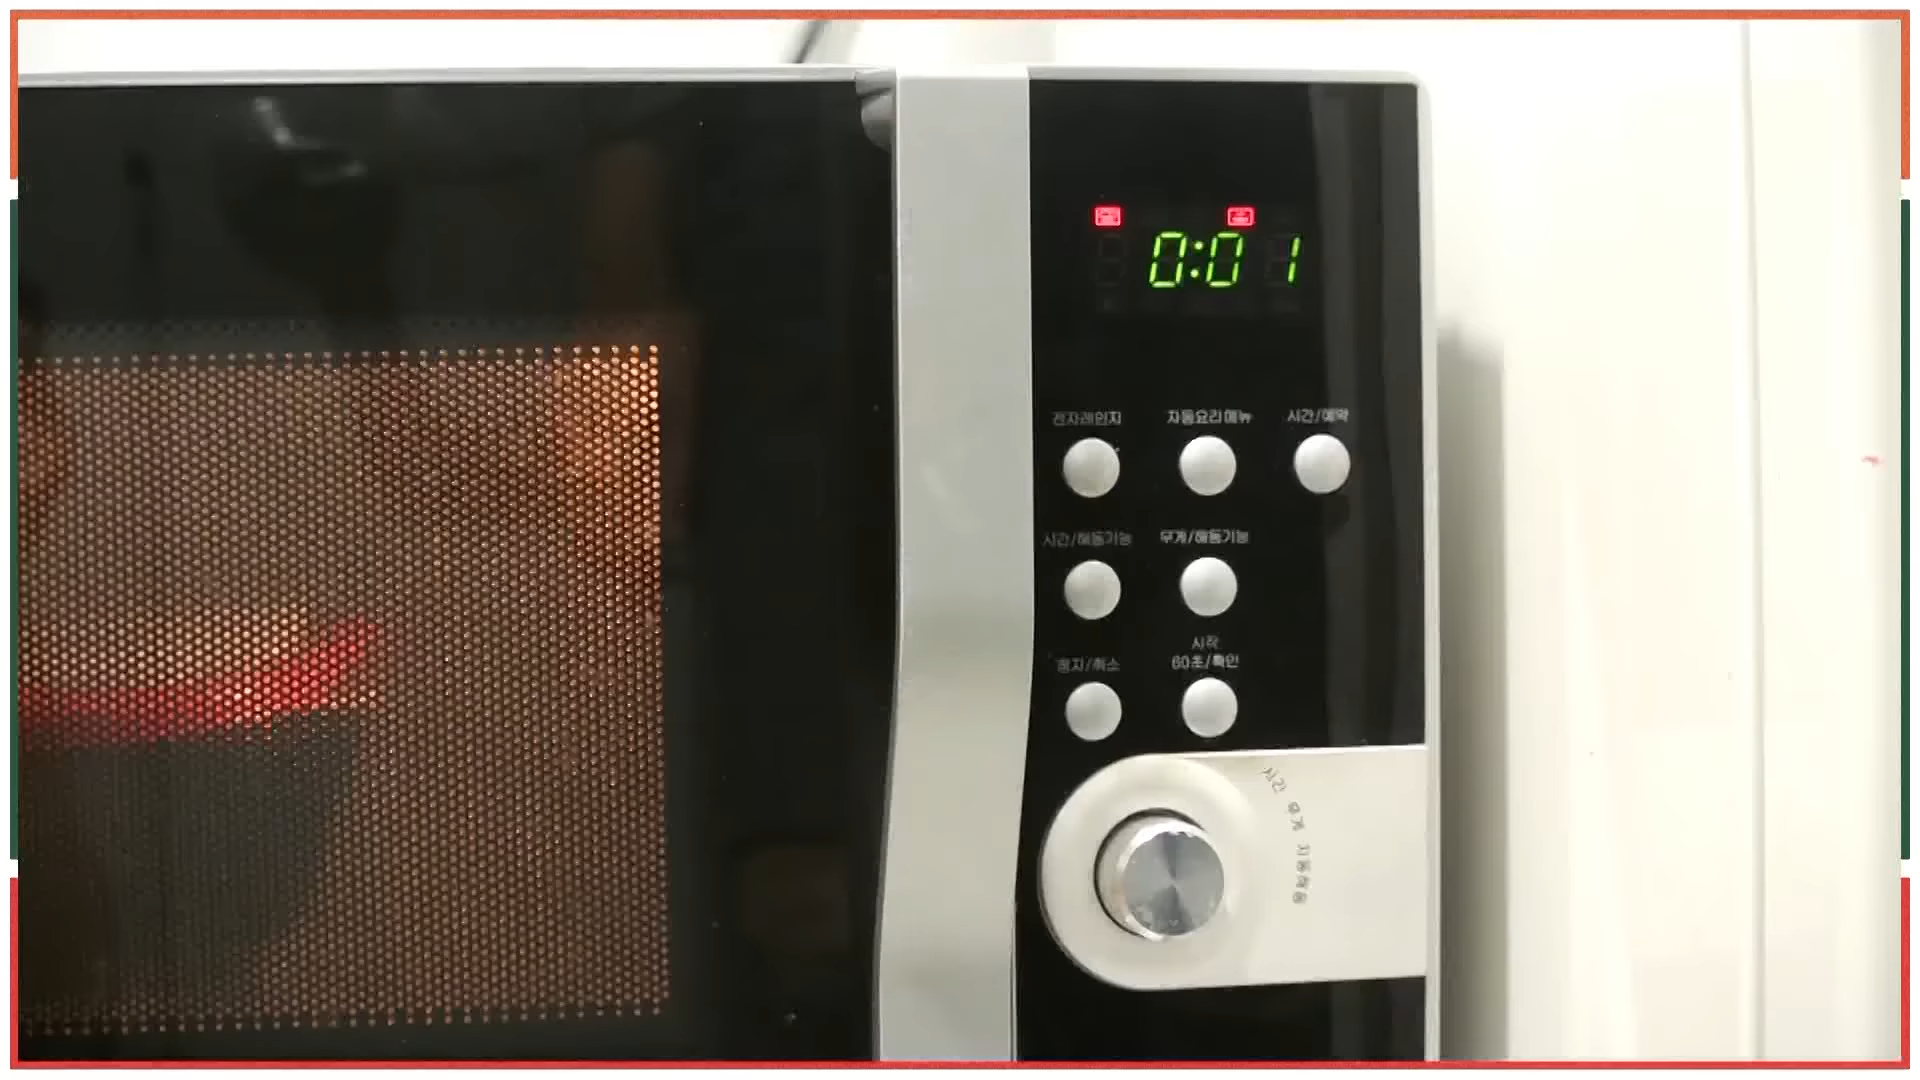 0:01
전자레인지
자동요리메뉴
시간/예약
시간/해동기능
무게/해동기능
정지/취소
시작
60초/확인
시간 무게 자동해동